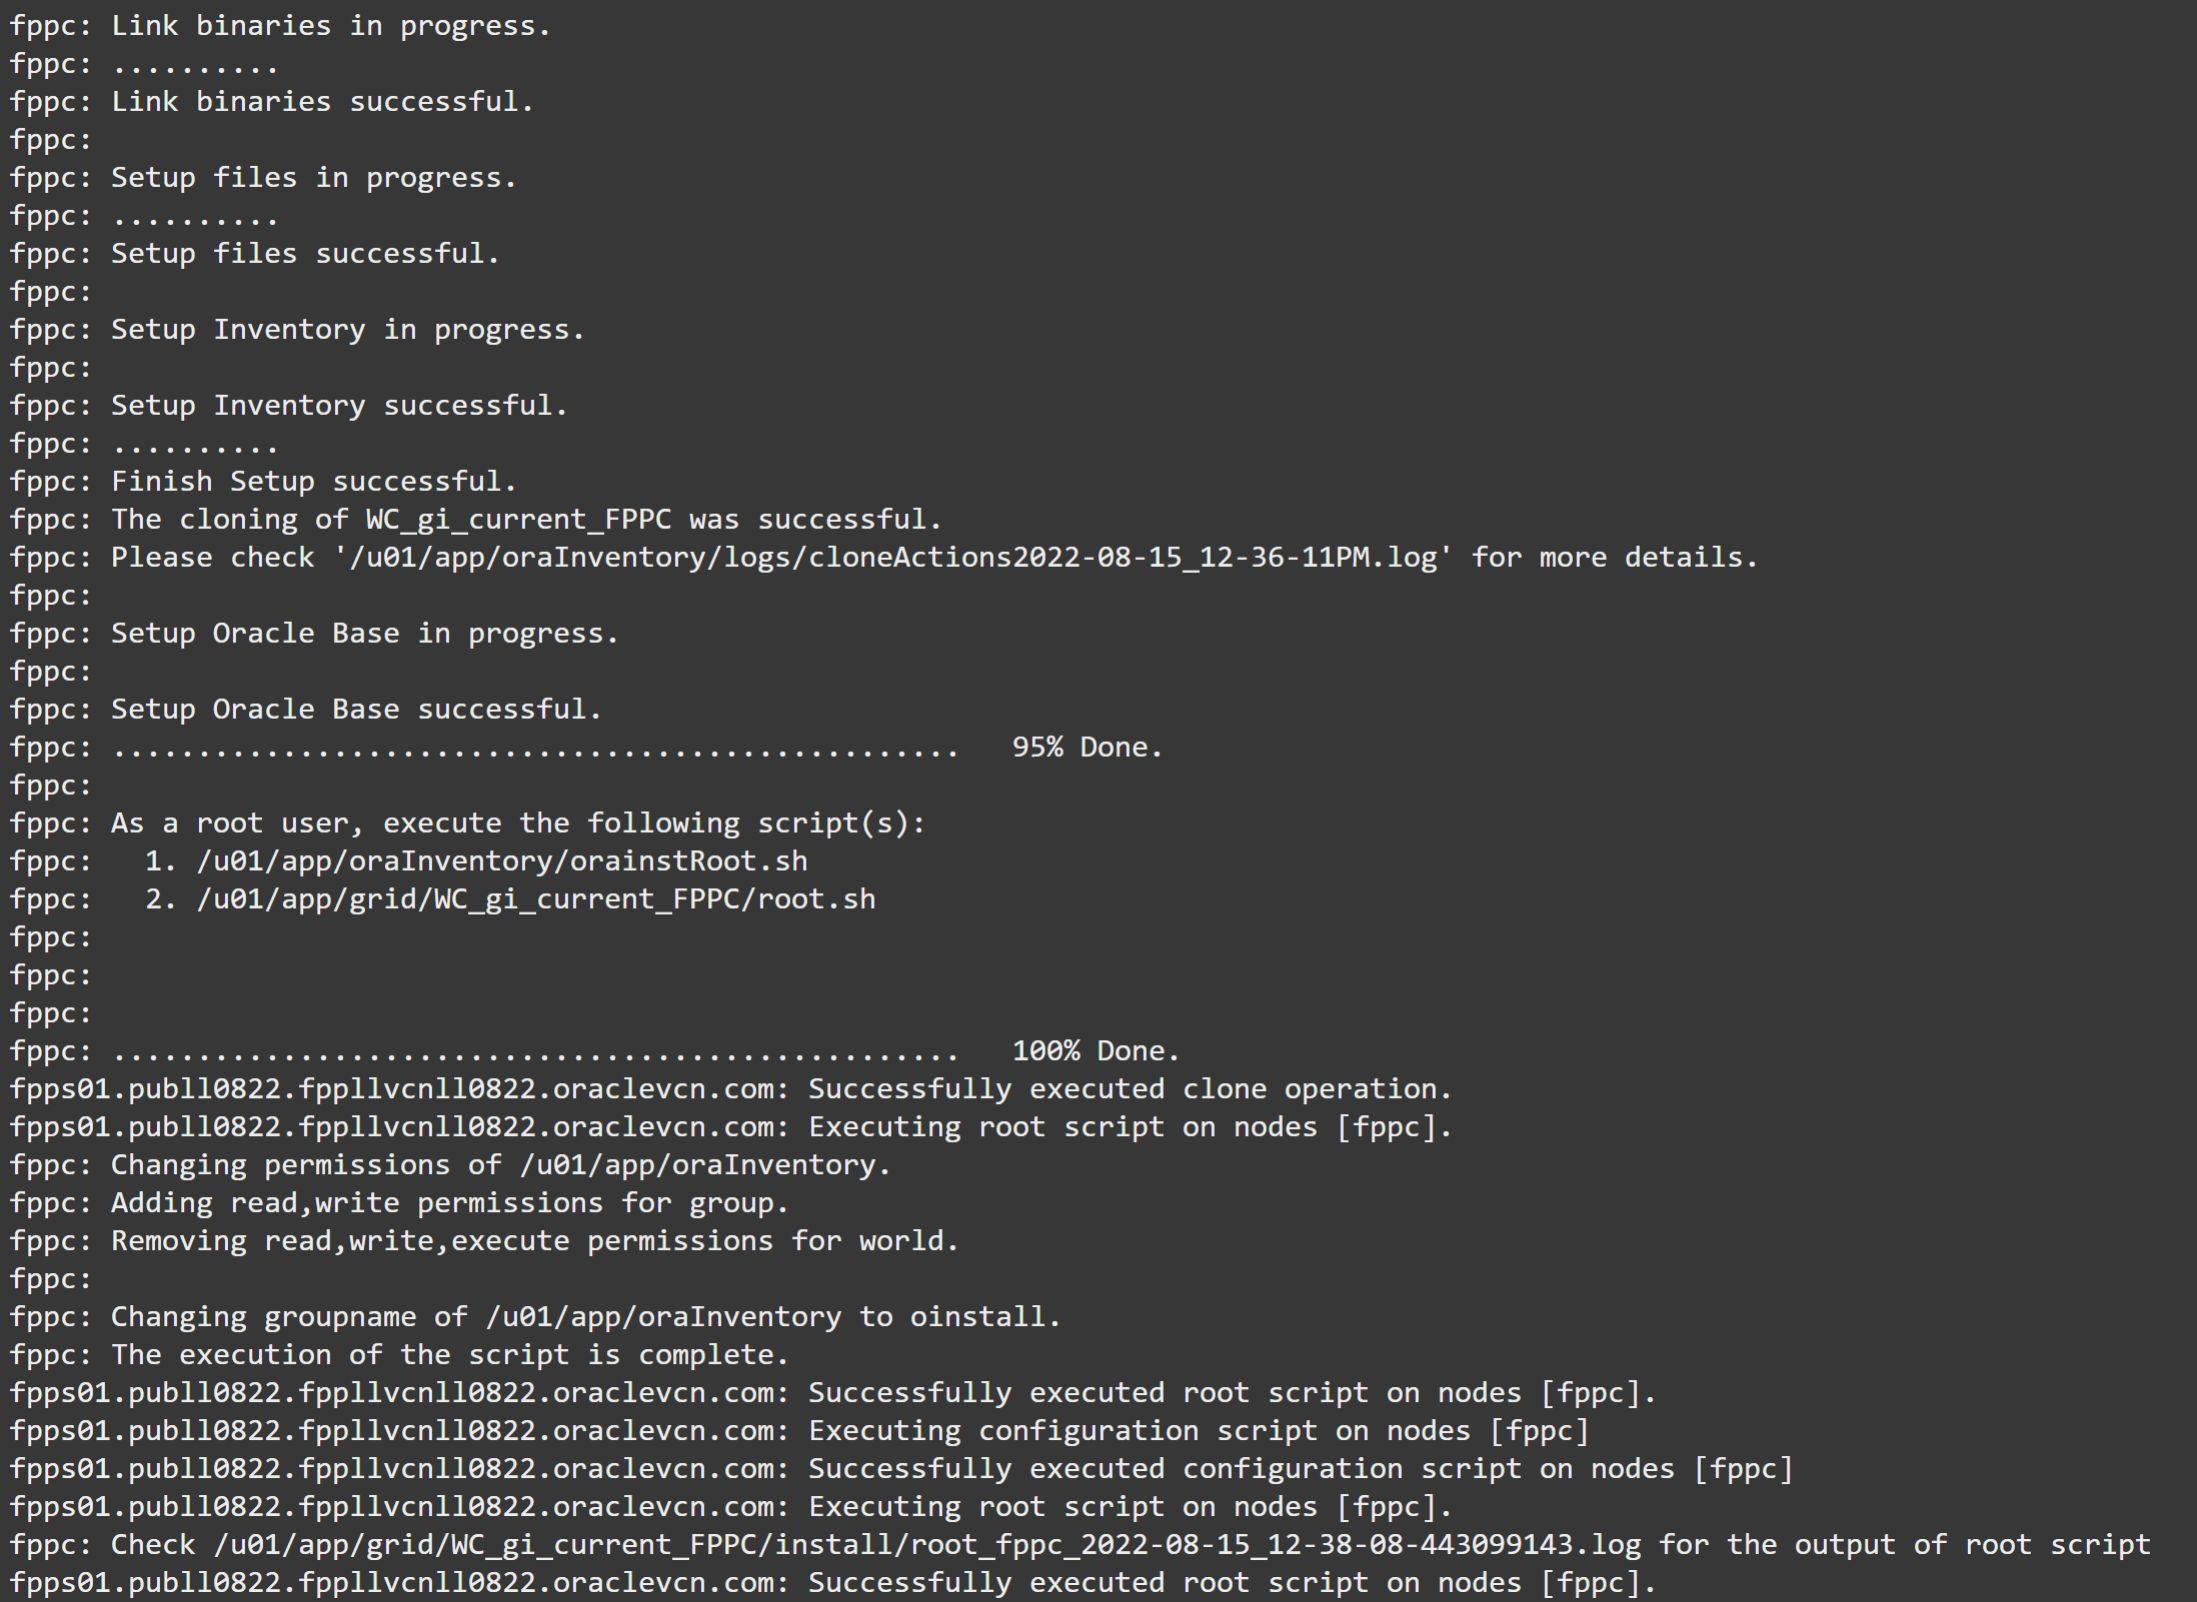 fppc: Link binaries in progress.
fppc: ..........
fppc: Link binaries successful.
fppc:
fppc: Setup files in progress.
fppc: ..........
fppc: Setup files successful.
fppc:
fppc: Setup Inventory in progress.
fppc:
fppc: Setup Inventory successful.
fppc: ..........
fppc: Finish Setup successful.
fppc: The cloning of WC_gi_current_FPPC was successful.
fppc: Please check '/u01/app/oraInventory/logs/cloneActions2022-08-15_12-36-11PM.log' for more details.
fppc:
fppc: Setup Oracle Base in progress.
fppc:
fppc: Setup Oracle Base successful.
fppc: ..................................................   95% Done.
fppc:
fppc: As a root user, execute the following script(s):
fppc:   1. /u01/app/oraInventory/orainstRoot.sh
fppc:   2. /u01/app/grid/WC_gi_current_FPPC/root.sh
fppc:
fppc:
fppc:
fppc: ..................................................   100% Done.
fpps01.publl0822.fppllvcnll0822.oraclevcn.com: Successfully executed clone operation.
fpps01.publl0822.fppllvcnll0822.oraclevcn.com: Executing root script on nodes [fppc].
fppc: Changing permissions of /u01/app/oraInventory.
fppc: Adding read,write permissions for group.
fppc: Removing read,write,execute permissions for world.
fppc:
fppc: Changing groupname of /u01/app/oraInventory to oinstall.
fppc: The execution of the script is complete.
fpps01.publl0822.fppllvcnll0822.oraclevcn.com: Successfully executed root script on nodes [fppc].
fpps01.publl0822.fppllvcnll0822.oraclevcn.com: Executing configuration script on nodes [fppc]
fpps01.publl0822.fppllvcnll0822.oraclevcn.com: Successfully executed configuration script on nodes [fppc]
fpps01.publl0822.fppllvcnll0822.oraclevcn.com: Executing root script on nodes [fppc].
fppc: Check /u01/app/grid/WC_gi_current_FPPC/install/root_fppc_2022-08-15_12-38-08-443099143.log for the output of root script
fpps01.publl0822.fppllvcnll0822.oraclevcn.com: Successfully executed root script on nodes [fppc].